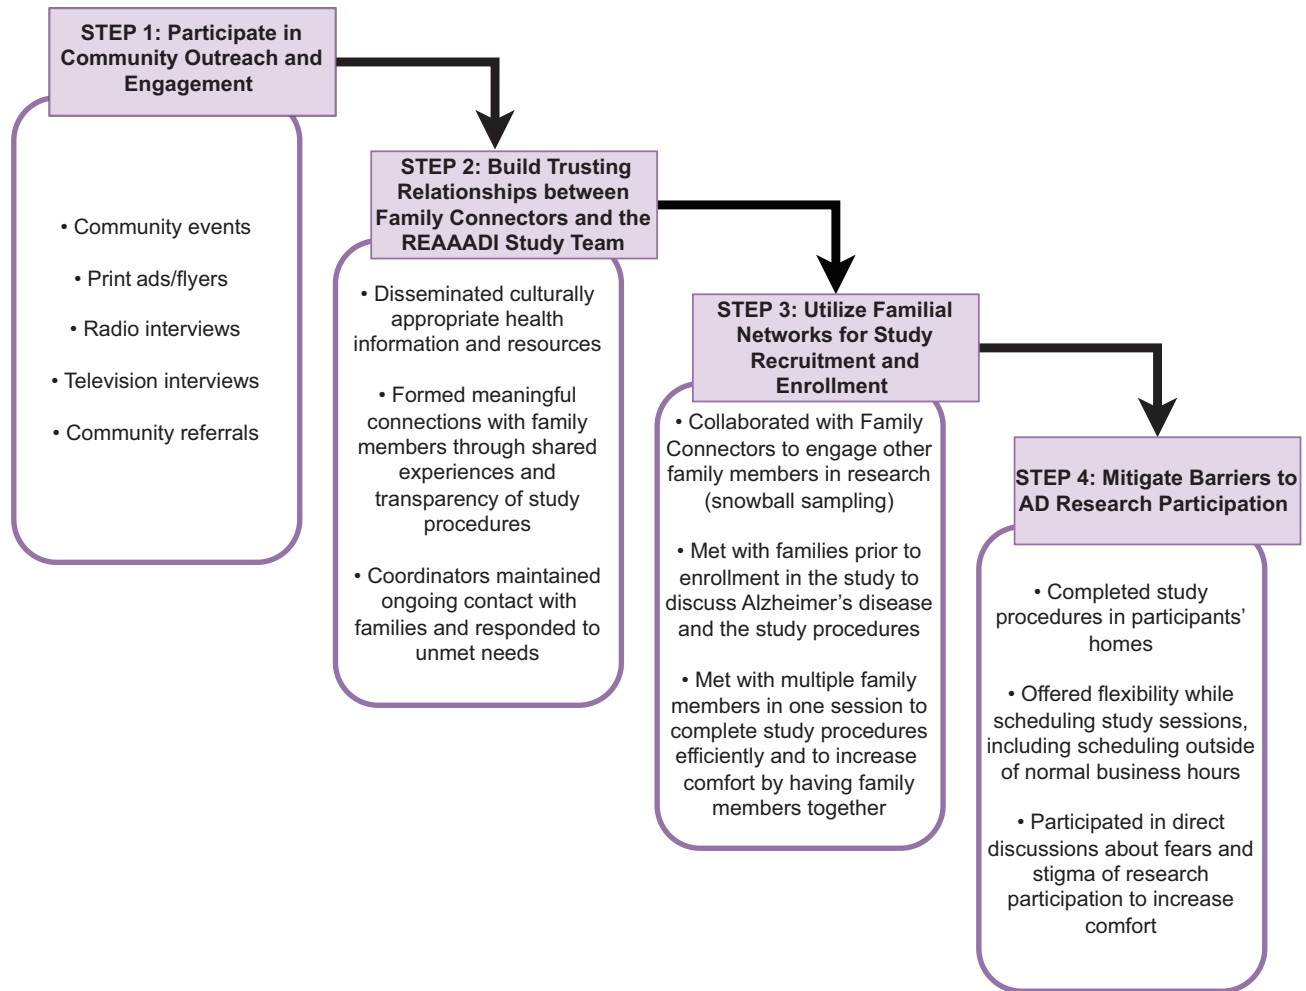 STEP 1: Participate in
Community Outreach and
Engagement
• Community events
• Print ads/flyers
• Radio interviews
• Television interviews
• Community referrals
STEP 2: Build Trusting
Relationships between
Family Connectors and the
REAAADI Study Team
• Disseminated culturally
appropriate health
information and resources
• Formed meaningful
connections with family
members through shared
experiences and
transparency of study
procedures
• Coordinators maintained
ongoing contact with
families and responded to
unmet needs
STEP 3: Utilize Familial
Networks for Study
Recruitment and
Enrollment
• Collaborated with Family
Connectors to engage other
family members in research
(snowball sampling)
• Met with families prior to
enrollment in the study to
discuss Alzheimer’s disease
and the study procedures
• Met with multiple family
members in one session to
complete study procedures
efficiently and to increase
comfort by having family
members together
STEP 4: Mitigate Barriers to
AD Research Participation
• Completed study
procedures in participants’
homes
• Offered flexibility while
scheduling study sessions,
including scheduling outside
of normal business hours
• Participated in direct
discussions about fears and
stigma of research
participation to increase
comfort